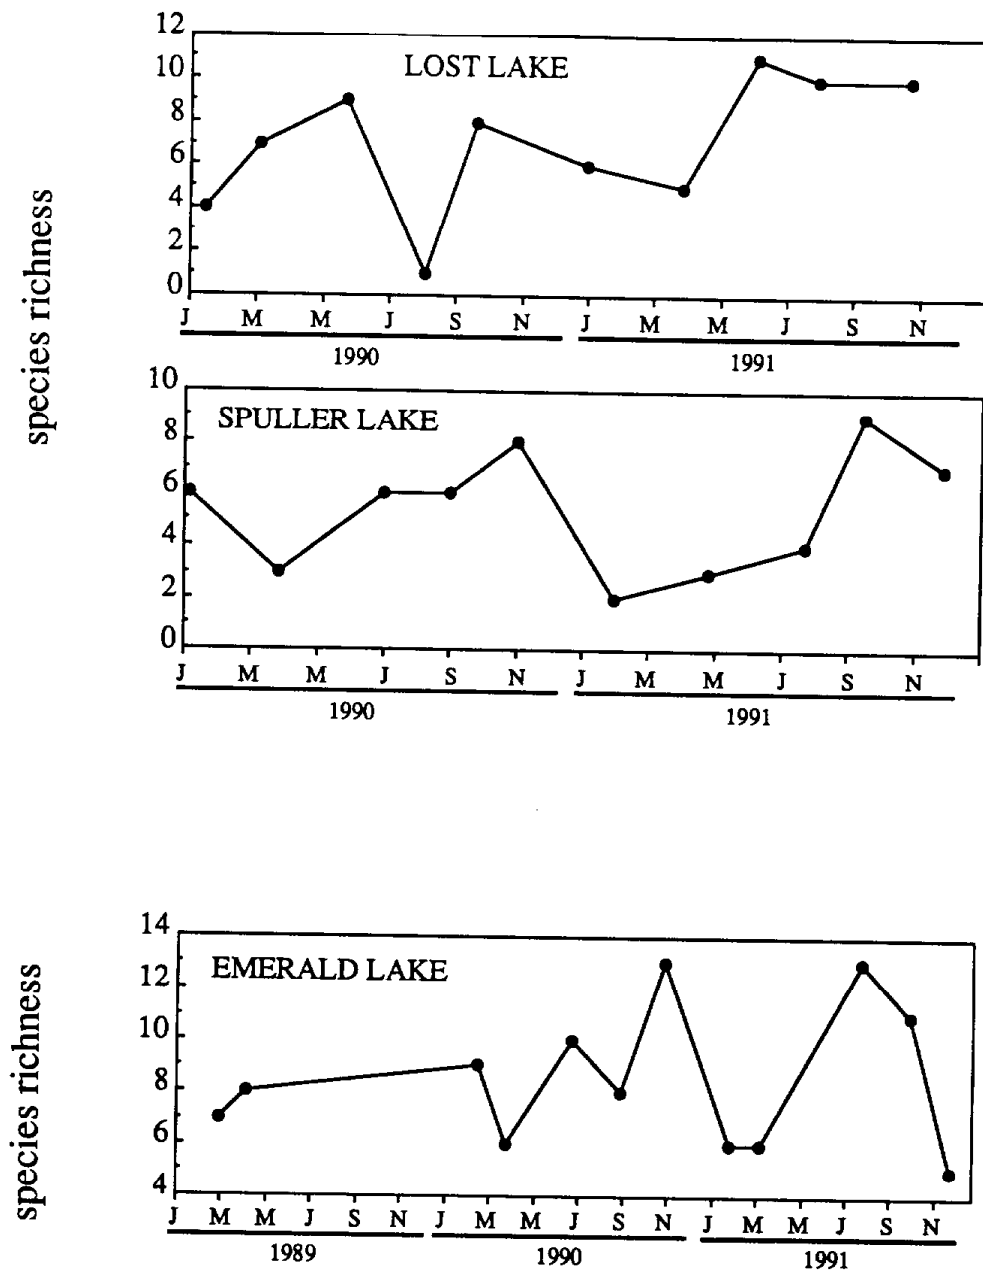 species richness
12
LOST LAKE
10
8
6
4
2
0
J M M J S N J M M J S N
1990 1991
10
SPULLER LAKE
8
6
4
2
0
J M M J S N J M M J S N
1990 1991
species richness
14
EMERALD LAKE
12
10
8
6
4
J M M J S N J M M J S N J M M J S N
1989 1990 1991